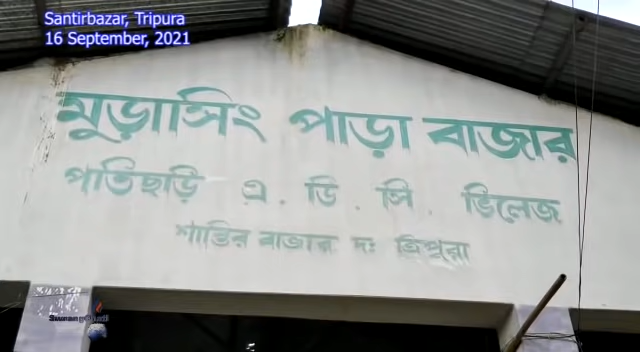 Santirbazar, Tripura
16 September, 2021
মুড়াসিং পাড়া বাজার
পতিছড়ি এ. ডি. সি. ভিলেজ
শান্তির বাজার দঃ ত্রিপুরা